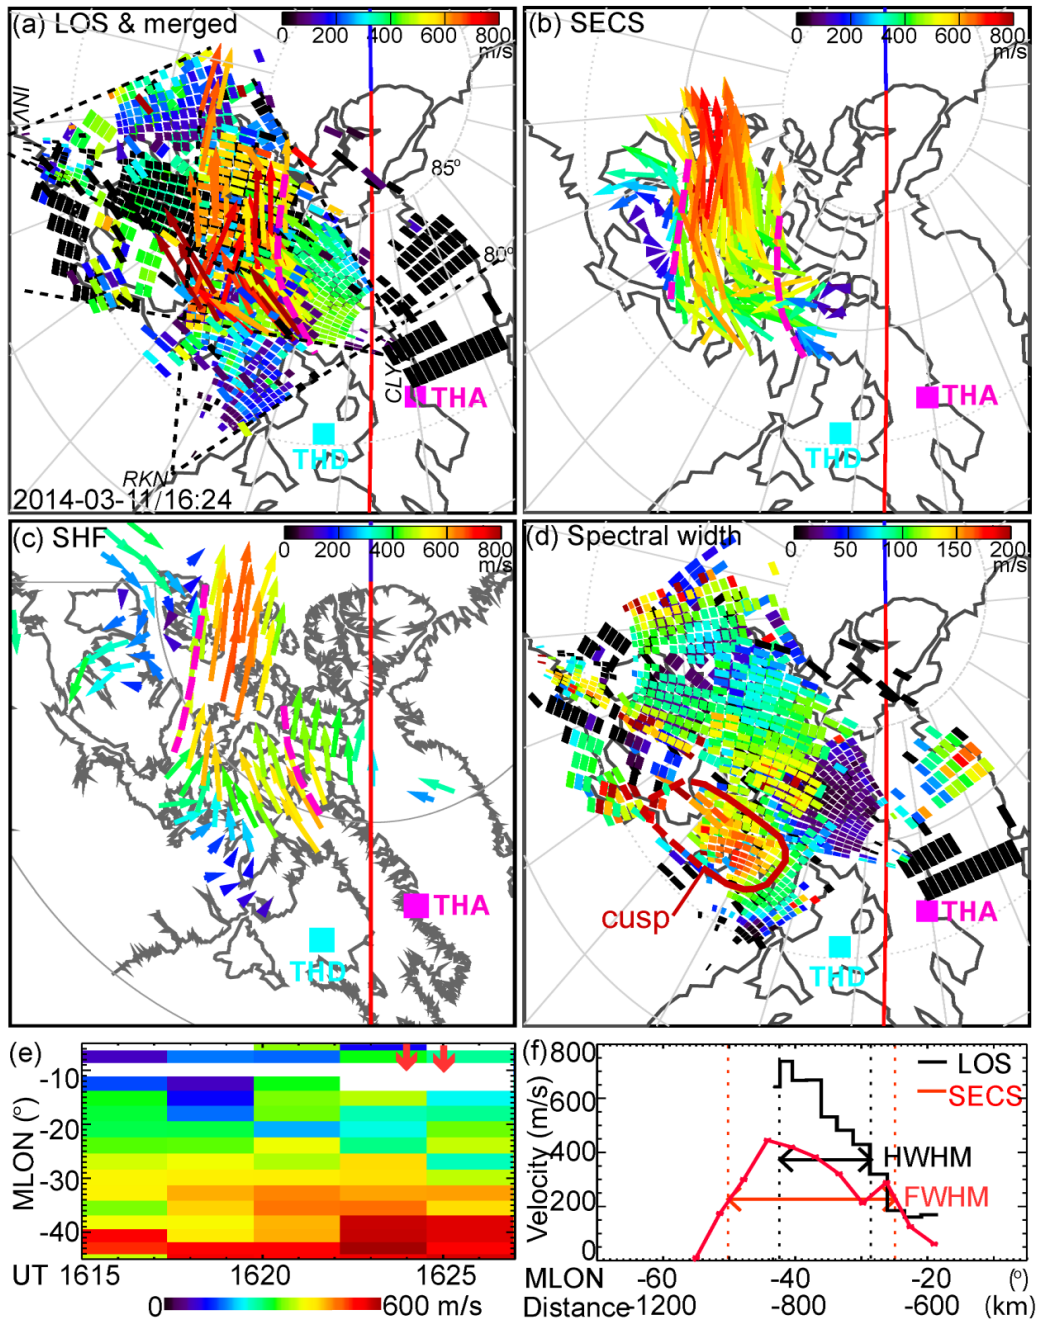 (a) LOS & merged
0 200 400 600 800
m/s
INV
85°
80°
CLY
THA
THD
RKN
2014-03-11/16:24
(b) SECS
0 200 400 600 800
m/s
THA
THD
(c) SHF
0 200 400 600 800
m/s
THA
THD
(d) Spectral width
0 50 100 150 200
m/s
cusp
THA
THD
(e)
-10
-20
-30
-40
MLON (°)
UT 1615 1620 1625
0 600 m/s
(f)
800
600
400
200
0
Velocity (m/s)
LOS
SECS
HWHM
FWHM
MLON -60 -40 -20 (°)
Distance -1200 -800 -600 (km)